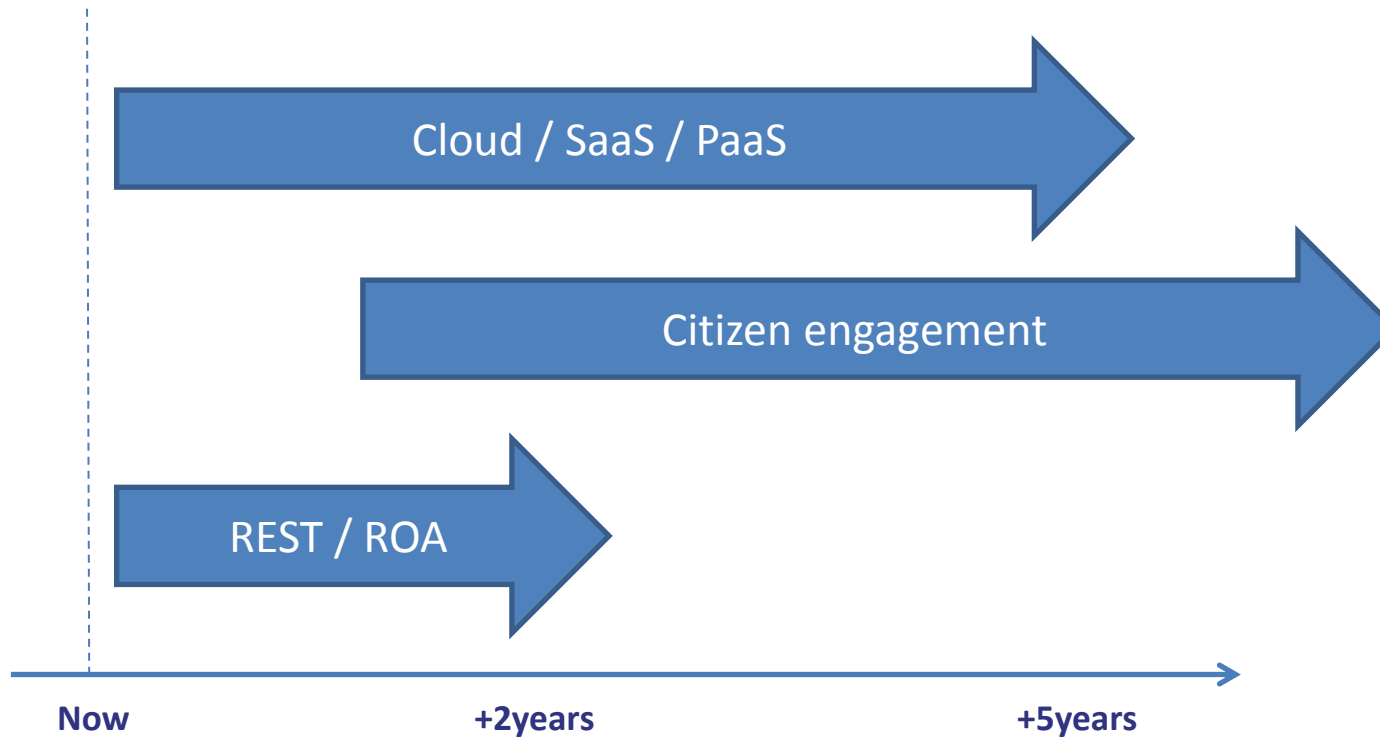 Cloud / SaaS / PaaS
Citizen engagement
REST / ROA
Now
+2years
+5years